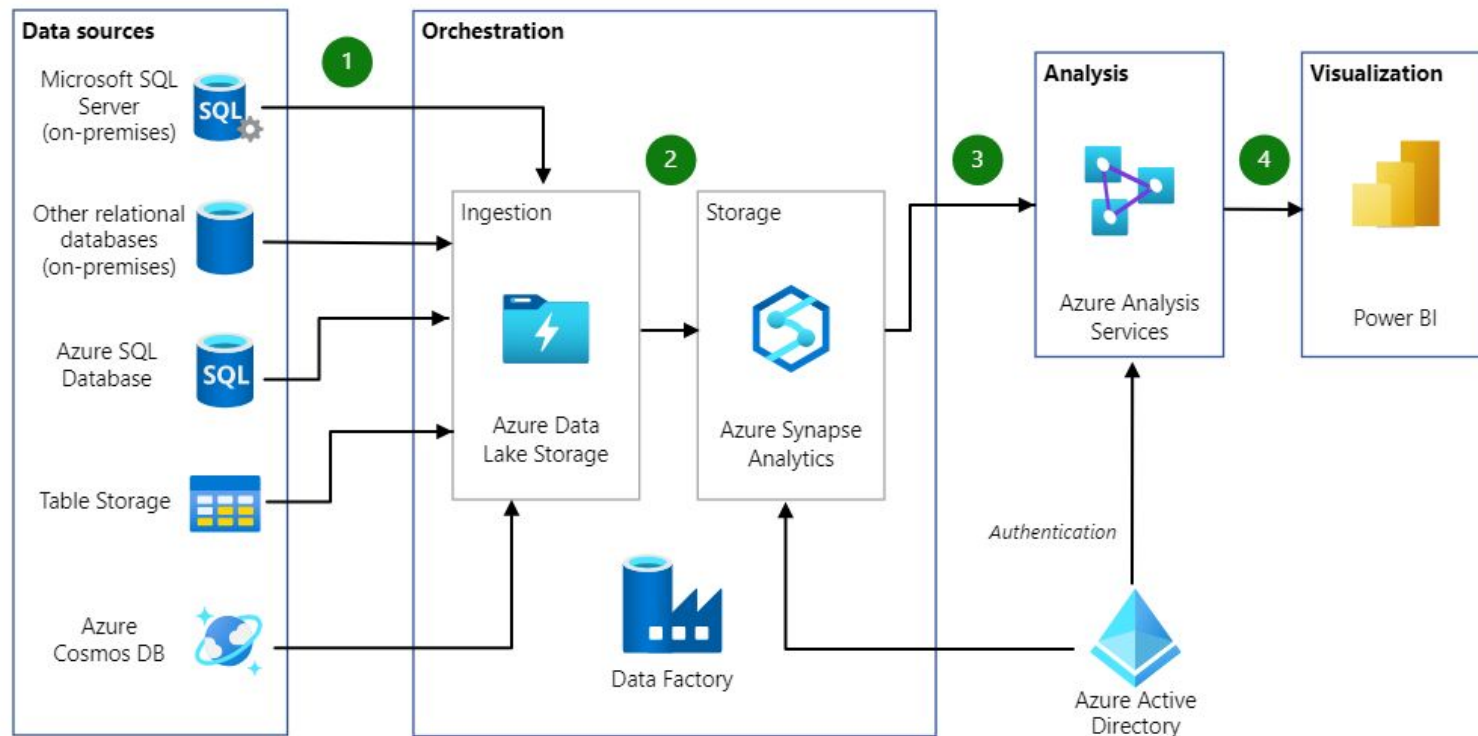 Data sources
Microsoft SQL
Server
(on-premises)
SQL
Other relational
databases
(on-premises)
Azure SQL
Database
SQL
Table Storage
Azure
Cosmos DB
1
Orchestration
Ingestion
Azure Data
Lake Storage
2
Storage
Azure Synapse
Analytics
Data Factory
3
Analysis
Azure Analysis
Services
4
Visualization
Power BI
Authentication
Azure Active
Directory